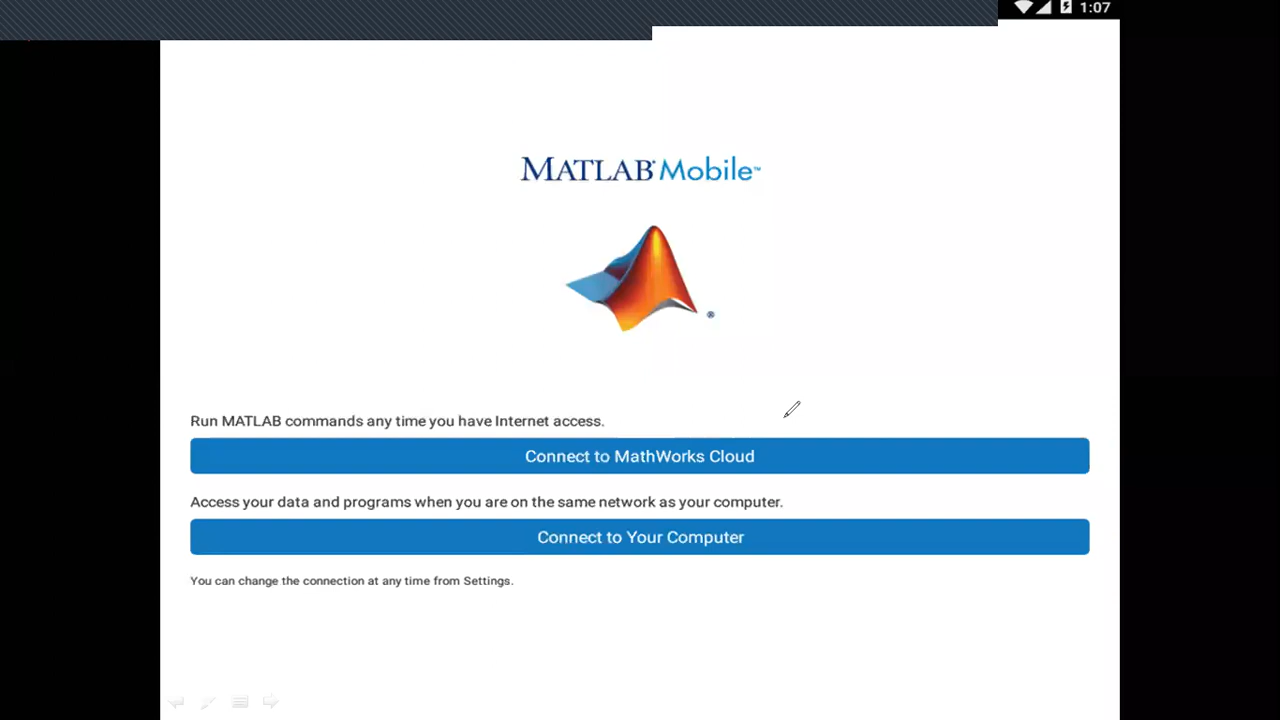 1:07
MATLAB® Mobile™
®
Run MATLAB commands any time you have Internet access.
Connect to MathWorks Cloud
Access your data and programs when you are on the same network as your computer.
Connect to Your Computer
You can change the connection at any time from Settings.